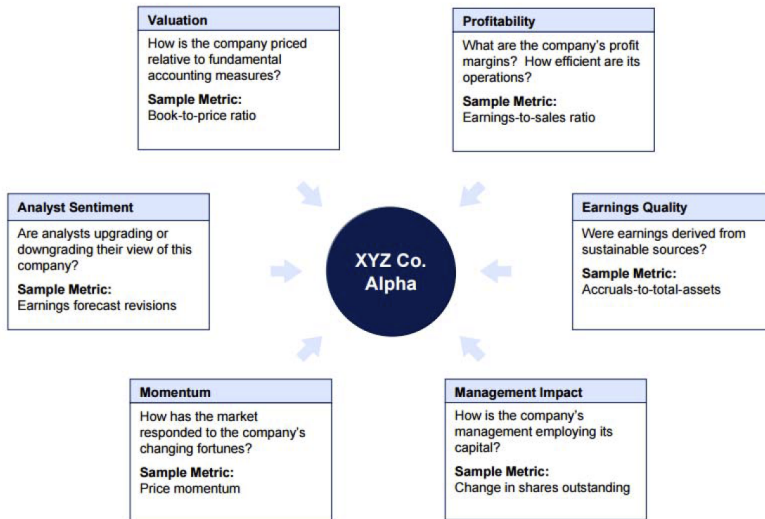 Valuation
How is the company priced
relative to fundamental
accounting measures?
Sample Metric:
Book-to-price ratio
Profitability
What are the company's profit
margins?  How efficient are its
operations?
Sample Metric:
Earnings-to-sales ratio
Analyst Sentiment
Are analysts upgrading or
downgrading their view of this
company?
Sample Metric:
Earnings forecast revisions
XYZ Co.
Alpha
Earnings Quality
Were earnings derived from
sustainable sources?
Sample Metric:
Accruals-to-total-assets
Momentum
How has the market
responded to the company's
changing fortunes?
Sample Metric:
Price momentum
Management Impact
How is the company's
management employing its
capital?
Sample Metric:
Change in shares outstanding